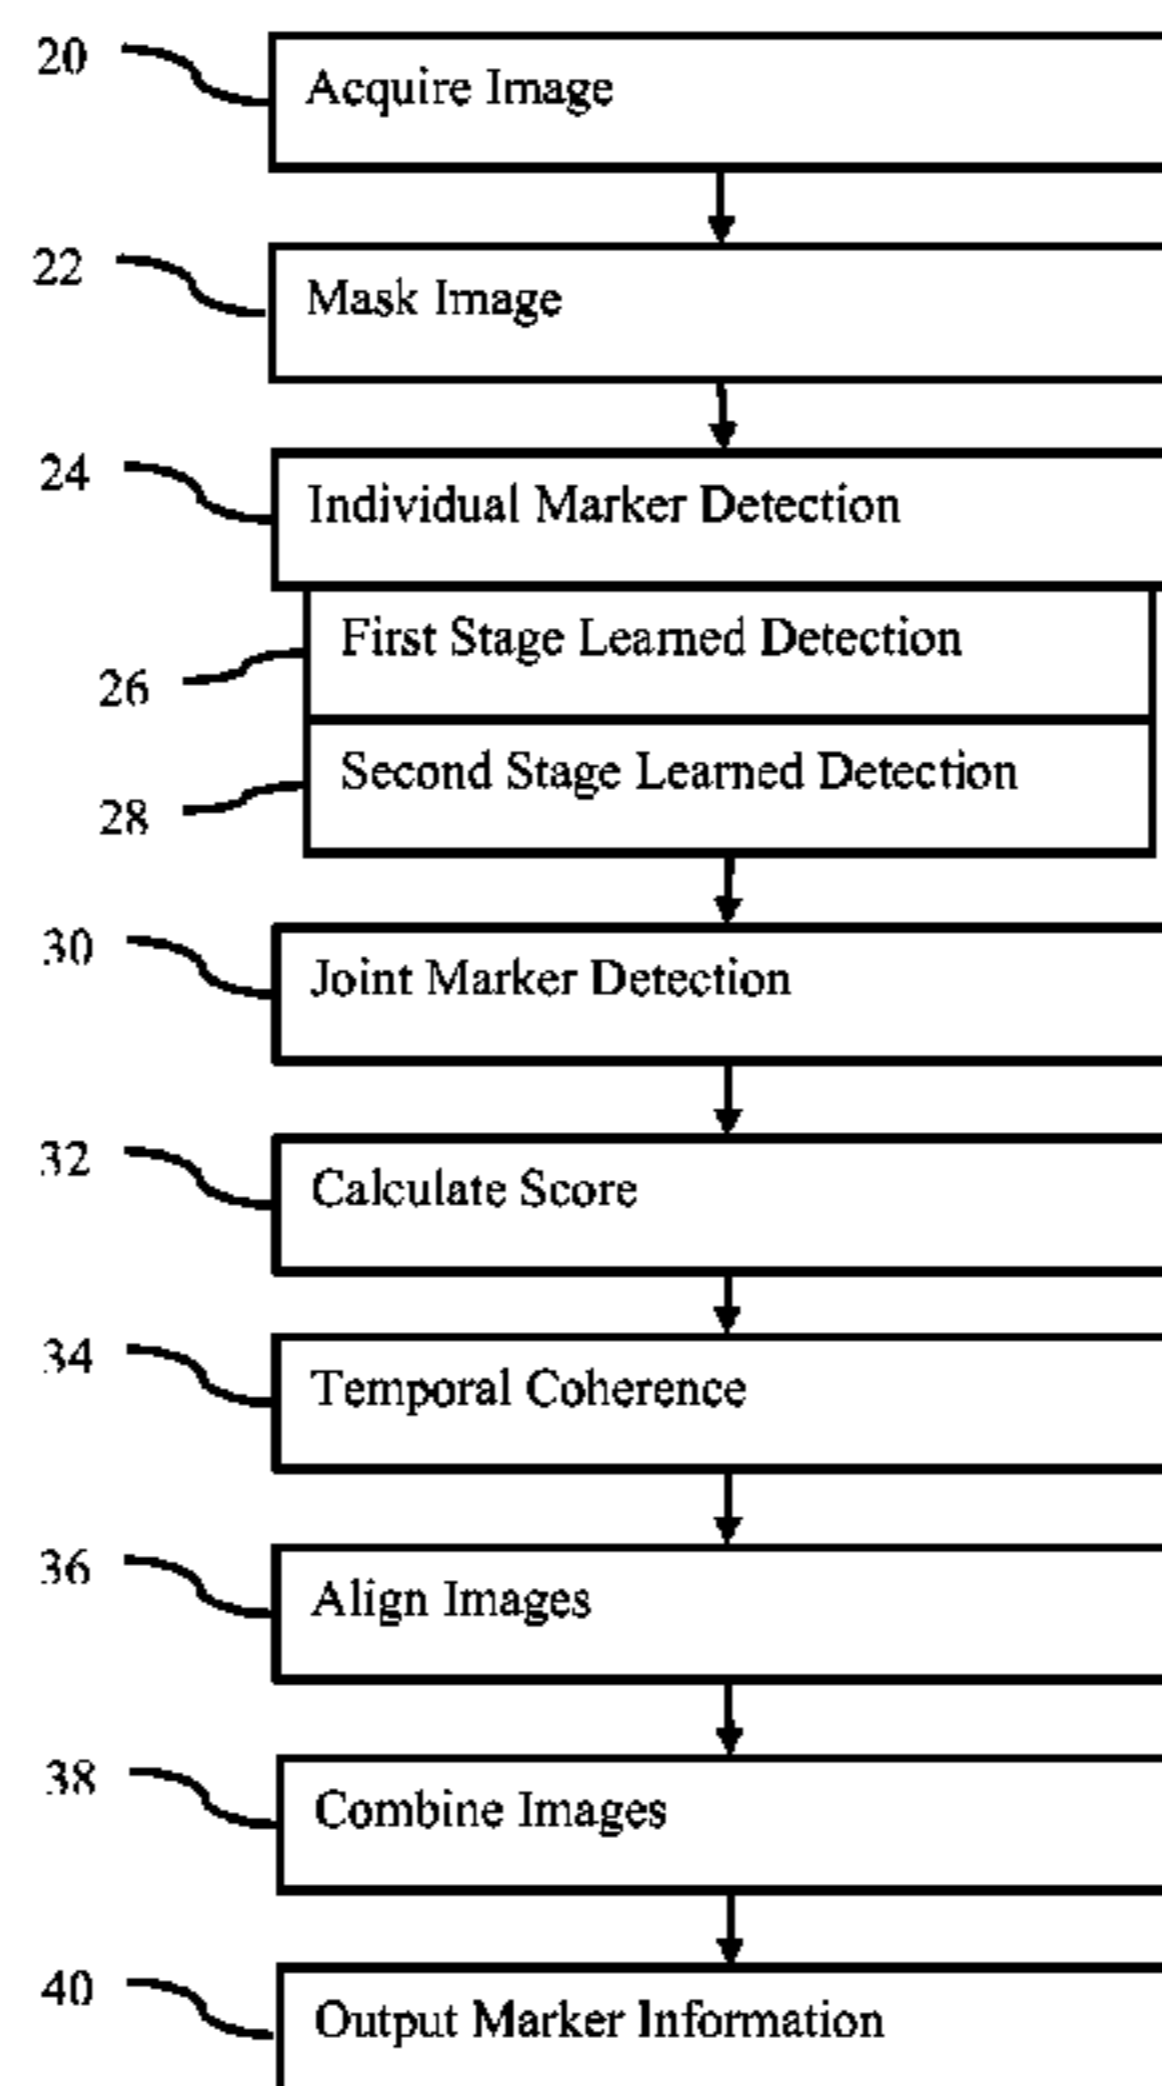 20 Acquire Image
22 Mask Image
24 Individual Marker Detection
26 First Stage Learned Detection
28 Second Stage Learned Detection
30 Joint Marker Detection
32 Calculate Score
34 Temporal Coherence
36 Align Images
38 Combine Images
40 Output Marker Information